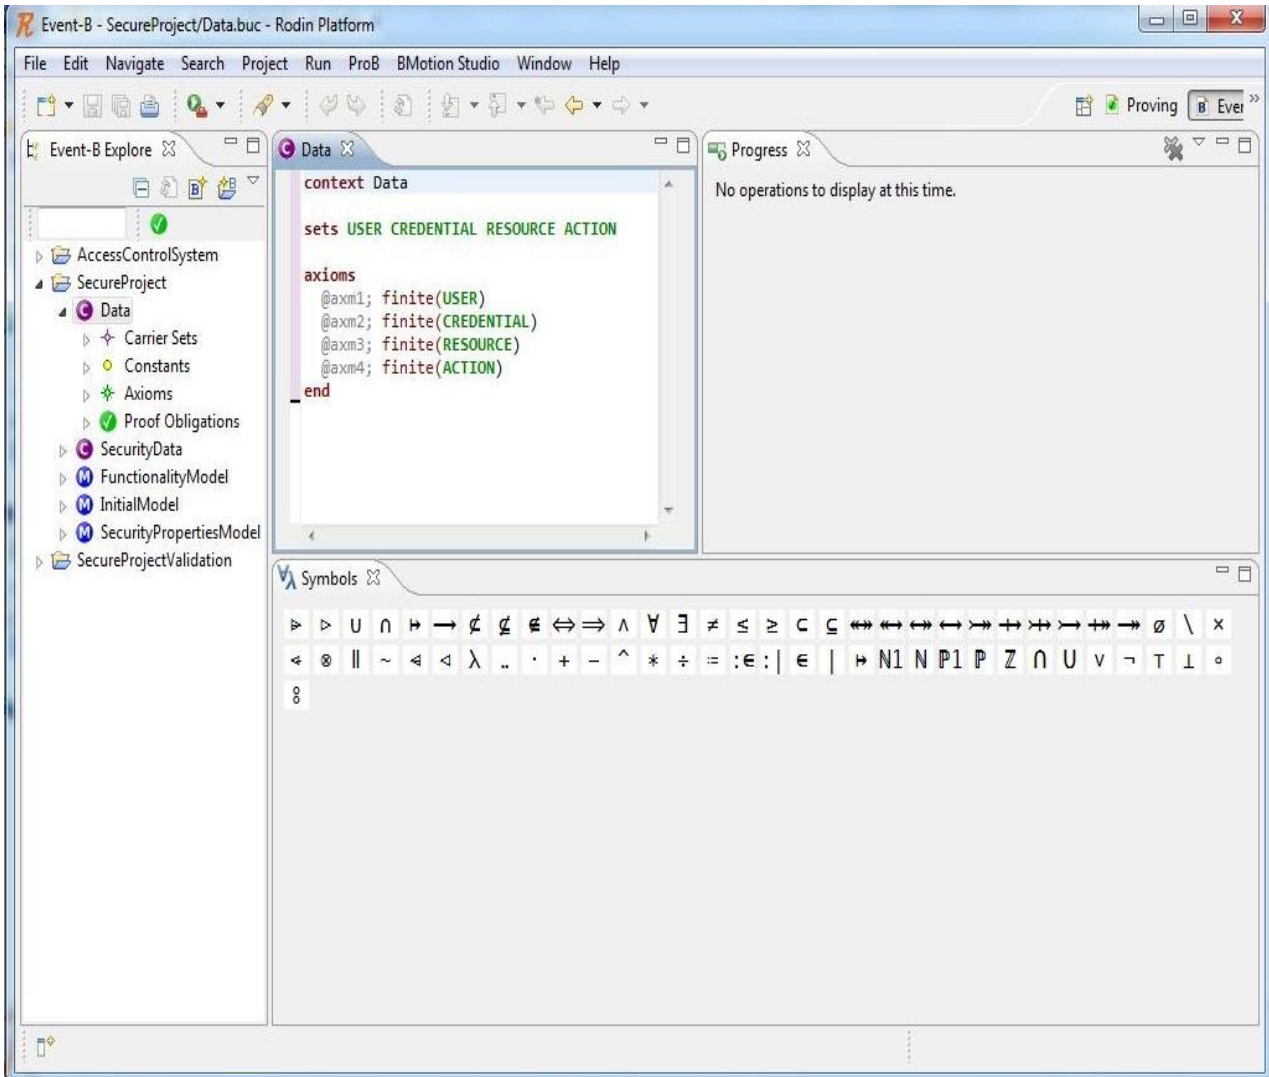 Event-B - SecureProject/Data.buc - Rodin Platform
File Edit Navigate Search Project Run ProB BMotion Studio Window Help
Proving Ever
Event-B Explore
AccessControlSystem
SecureProject
Data
Carrier Sets
Constants
Axioms
Proof Obligations
SecurityData
FunctionalityModel
InitialModel
SecurityPropertiesModel
SecureProjectValidation
Data
context Data
sets USER CREDENTIAL RESOURCE ACTION
axioms
@axm1; finite(USER)
@axm2; finite(CREDENTIAL)
@axm3; finite(RESOURCE)
@axm4; finite(ACTION)
end
Progress
No operations to display at this time.
Symbols
∪ ∩ ⇔ ⇒ ∧ ∀ ∃ ≠ ≤ ≥ ⊂ ⊆ ∅ \ ×
⊗ ∥ ~ ◁ λ .. · + − ^ * ÷ ≔ :∈ :| ∈ | ↦ ℕ1 ℕ ℙ1 ℙ ℤ ⋂ ⋃ ∨ ¬ ⊤ ⊥ ∘